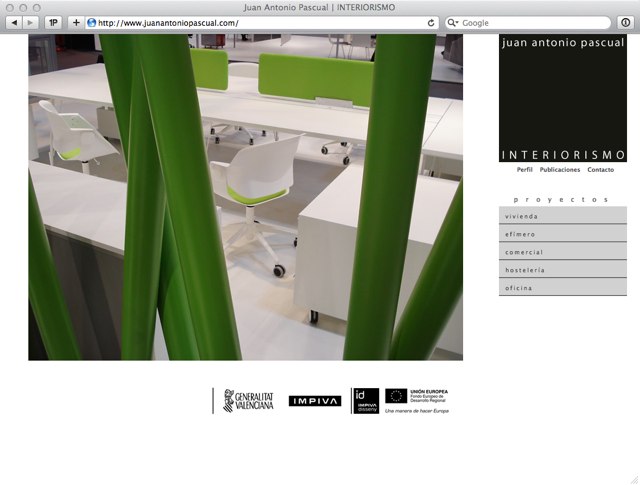 Juan Antonio Pascual | INTERIORISMO
1P
http://www.juanantoniopascual.com/
Google
juan antonio pascual
INTERIORISMO
Perfil Publicaciones Contacto
proyectos
vivienda
efímero
comercial
hostelería
oficina
GENERALITAT
VALENCIANA
IMPIVA
id
IMPIVA
disseny
UNIÓN EUROPEA
Fondo Europeo de
Desarrollo Regional
Una manera de hacer Europa